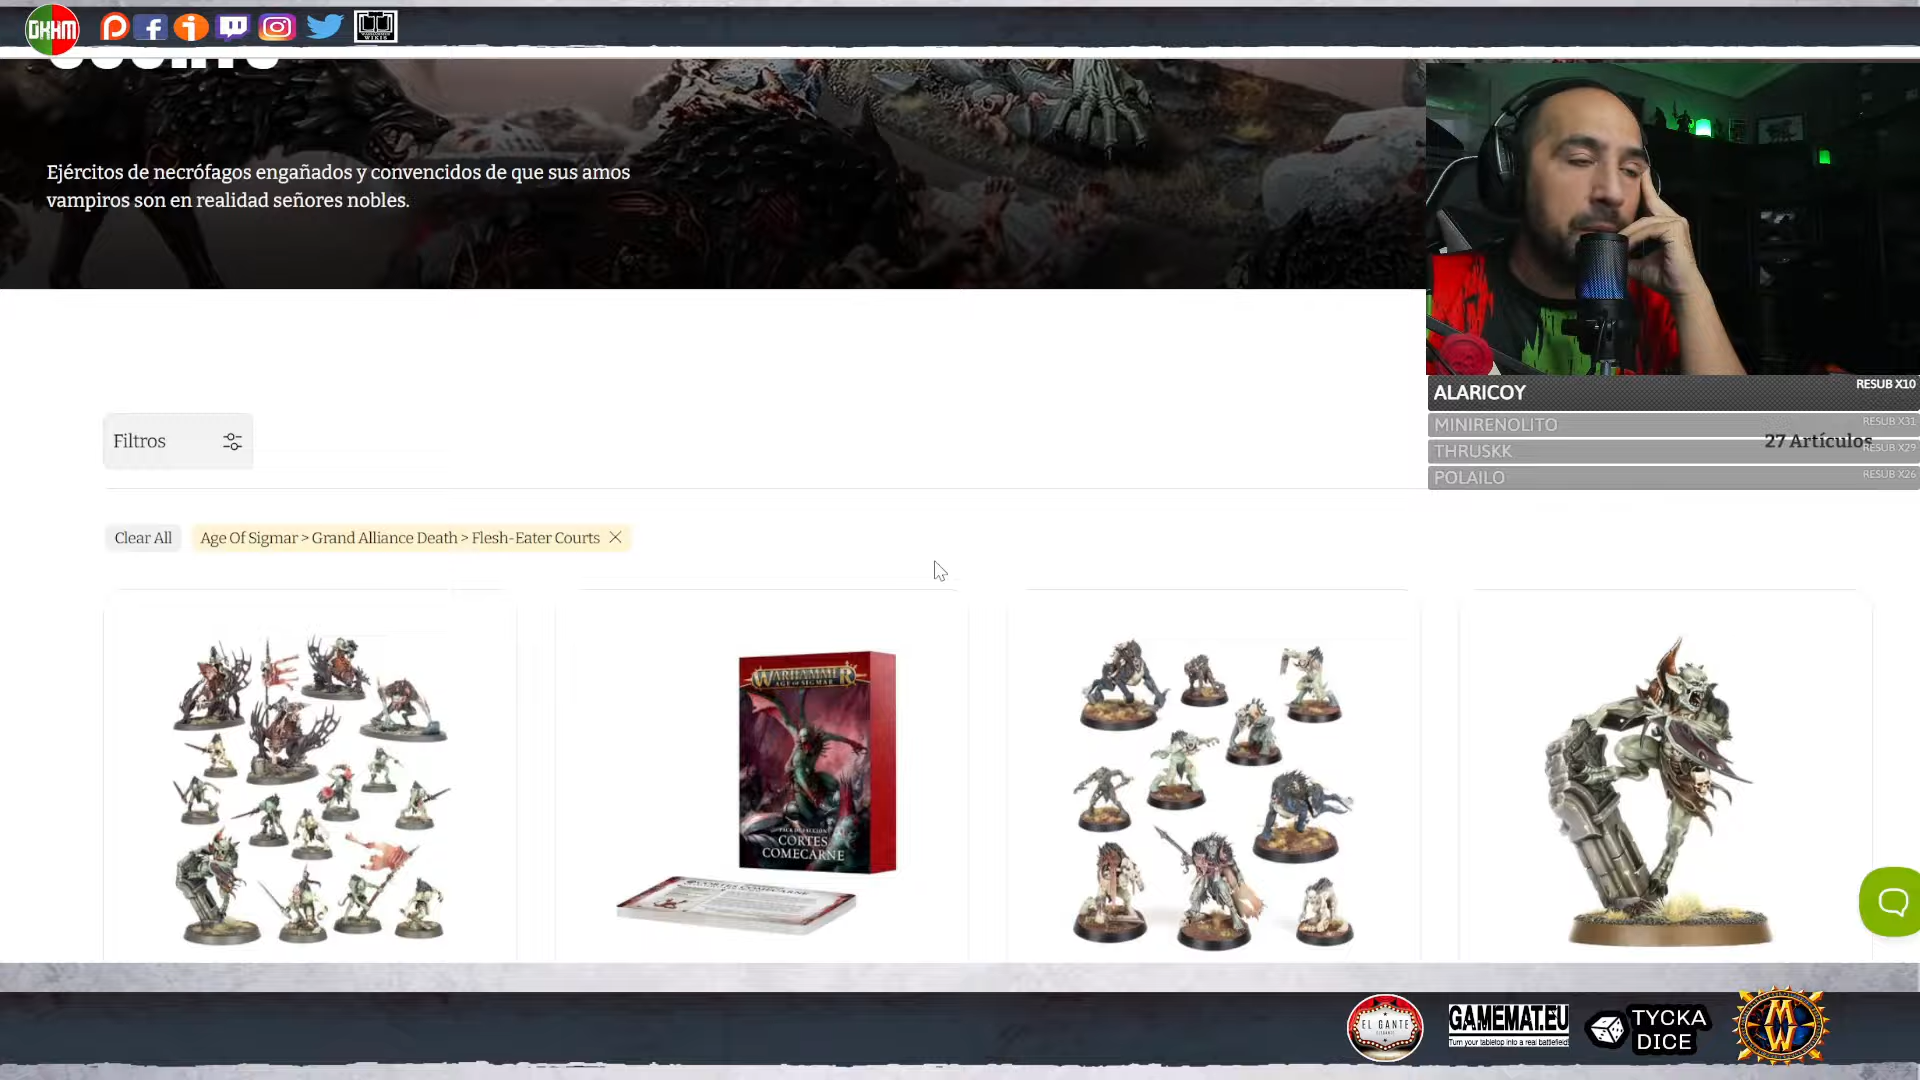 GKHM
WIKIS
Ejércitos de necrófagos engañados y convencidos de que sus amos
vampiros son en realidad señores nobles.
ALARICOY RESUB X10
MINIRENOLITO RESUB X31
THRUSKK RESUB X29
POLAILO RESUB X26
Filtros
27 Artículos
Clear All
Age Of Sigmar > Grand Alliance Death > Flesh-Eater Courts
WARHAMMER
AGE OF SIGMAR
CORTES
COMECARNE
EL GANTE
GAMEMAT.EU
Turn your tabletop into a real battlefield!
TYCKA
DICE
MW